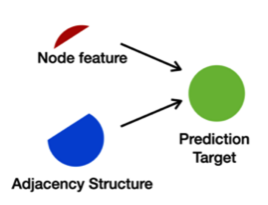 Node feature
Prediction
Target
Adjacency Structure